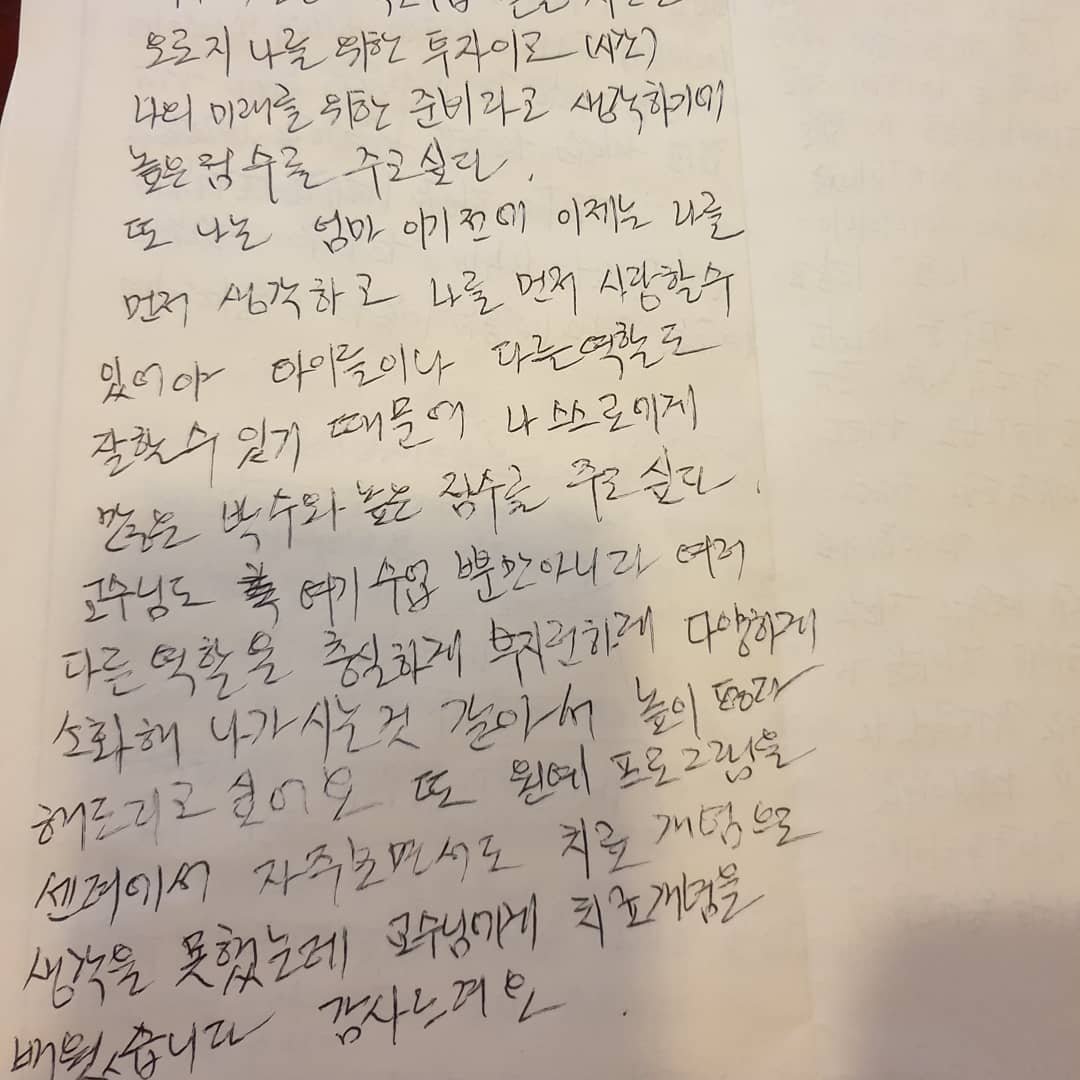 오로지 나를 위한 투자이고 (시간)
나의 미래를 위한 준비라고 생각하기에
높은 점수를 주고싶다.
또 나는 엄마 이기전에 이제는 나를
먼저 생각하고 나를 먼저 사랑할수
있어야 아이들이나 다른역할도
잘할수 있기 때문에 나 스스로에게
많은 박수와 높은 점수를 주고싶다.
교수님도 여기 수업 뿐만아니라 여러
다른 역할을 충실하게 부지런하게 다양하게
소화해 나가시는것 같아서 높이 평가
해드리고 싶어요 또 원예 프로그램을
센터에서 자주보면서도 치료 개념으로
생각을 못했는데 교수님에게 치료개념을
배웠습니다 감사드려요.